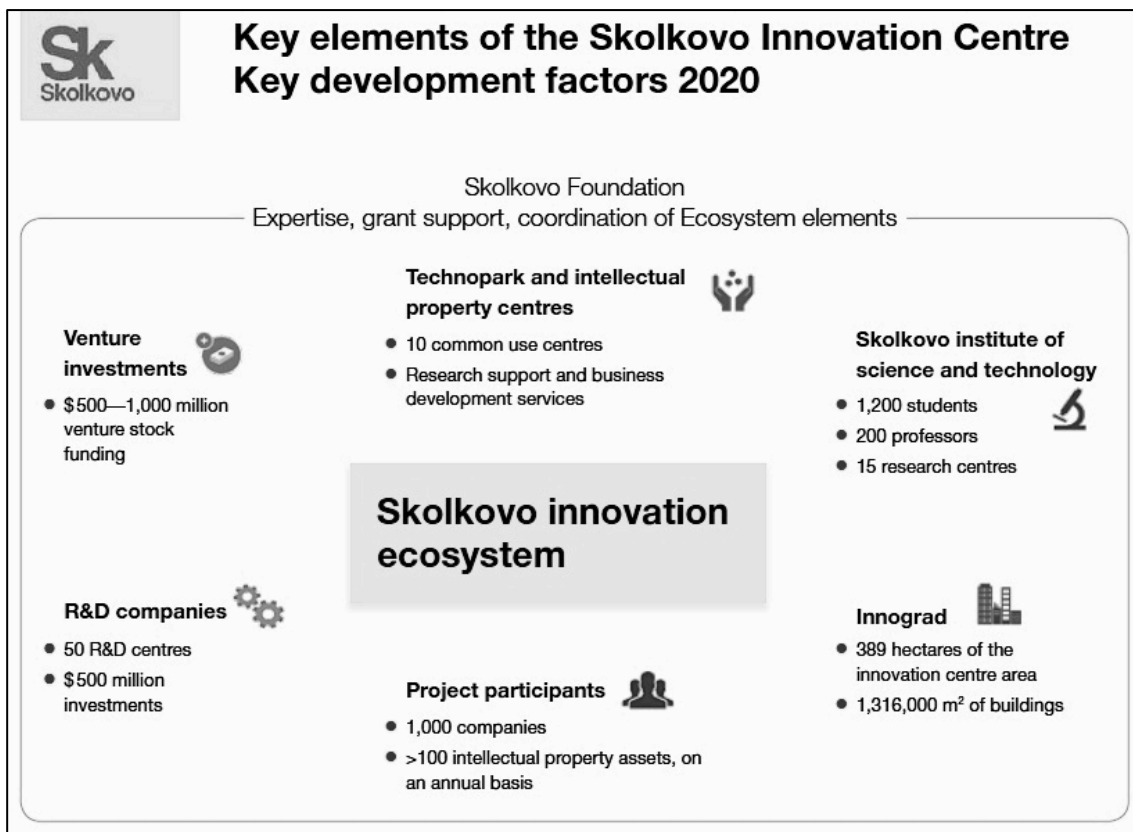 Sk
Skolkovo
Key elements of the Skolkovo Innovation Centre
Key development factors 2020
Skolkovo Foundation
Expertise, grant support, coordination of Ecosystem elements
Technopark and intellectual
property centres
• 10 common use centres
• Research support and business
development services
Venture
investments
• $500—1,000 million
venture stock
funding
Skolkovo institute of
science and technology
• 1,200 students
• 200 professors
• 15 research centres
Skolkovo innovation
ecosystem
R&D companies
• 50 R&D centres
• $500 million
investments
Project participants
• 1,000 companies
• >100 intellectual property assets, on
an annual basis
Innograd
• 389 hectares of the
innovation centre area
• 1,316,000 m² of buildings